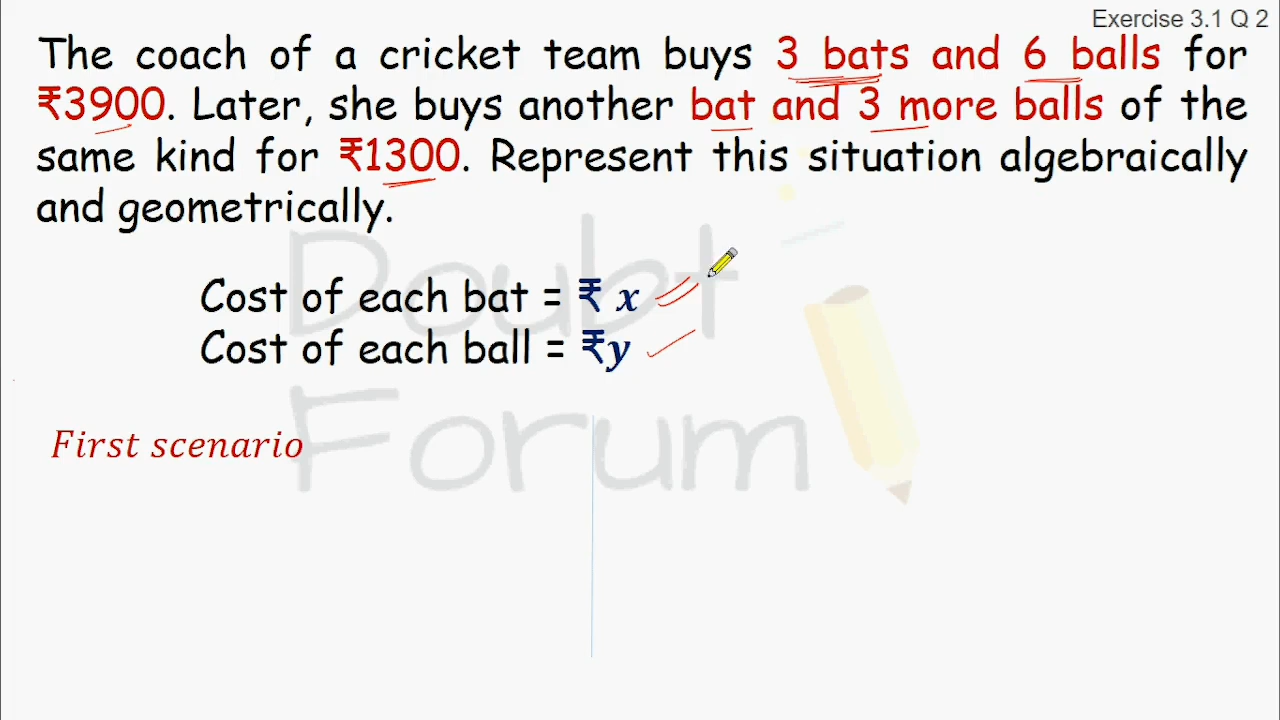 Exercise 3.1 Q 2
The coach of a cricket team buys 3 bats and 6 balls for
₹3900. Later, she buys another bat and 3 more balls of the
same kind for ₹1300. Represent this situation algebraically
and geometrically.
Cost of each bat = ₹ x
Cost of each ball = ₹y
First scenario
Doubt
Forum